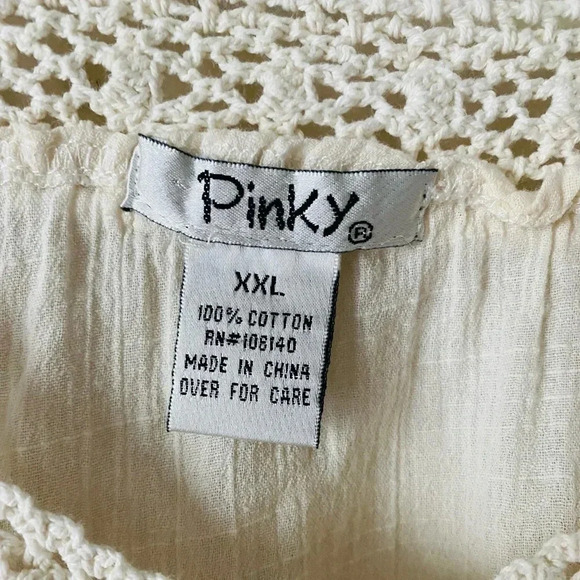 Pinky®
XXL
100% COTTON
RN#108140
MADE IN CHINA
OVER FOR CARE